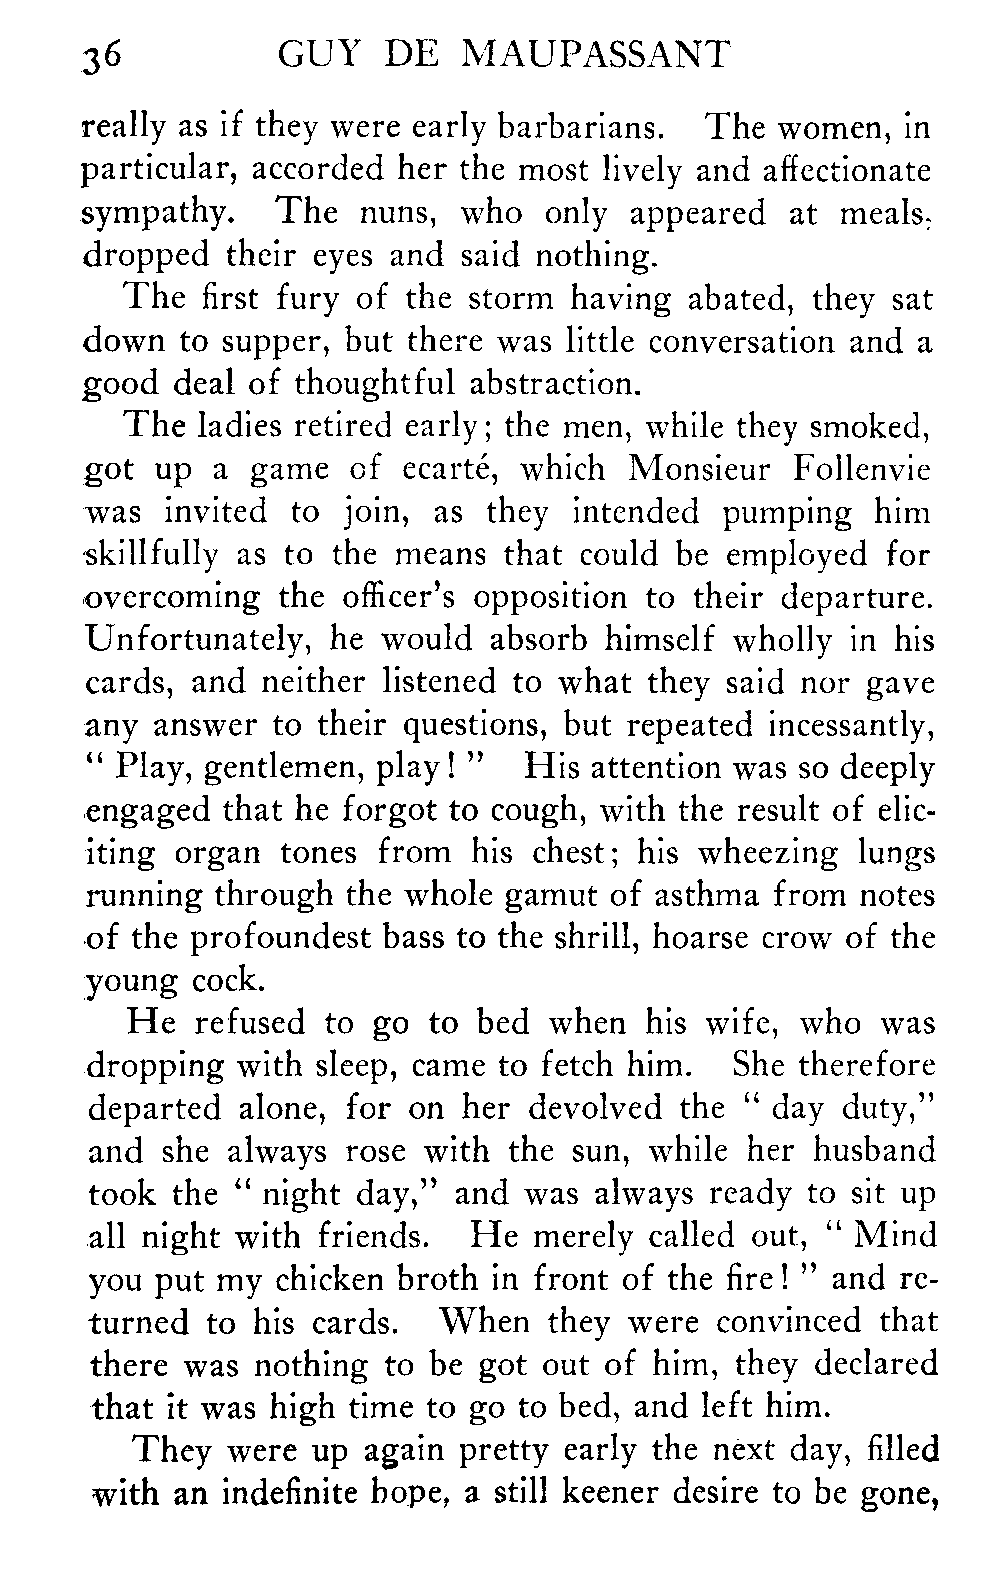 36 GUY DE MAUPASSANT
really as if they were early barbarians. The women, in
particular, accorded her the most lively and affectionate
sympathy. The nuns, who only appeared at meals,
dropped their eyes and said nothing.
The first fury of the storm having abated, they sat
down to supper, but there was little conversation and a
good deal of thoughtful abstraction.
The ladies retired early; the men, while they smoked,
got up a game of ecarté, which Monsieur Follenvie
was invited to join, as they intended pumping him
skillfully as to the means that could be employed for
overcoming the officer's opposition to their departure.
Unfortunately, he would absorb himself wholly in his
cards, and neither listened to what they said nor gave
any answer to their questions, but repeated incessantly,
“ Play, gentlemen, play! ” His attention was so deeply
engaged that he forgot to cough, with the result of elic-
iting organ tones from his chest; his wheezing lungs
running through the whole gamut of asthma from notes
of the profoundest bass to the shrill, hoarse crow of the
young cock.
He refused to go to bed when his wife, who was
dropping with sleep, came to fetch him. She therefore
departed alone, for on her devolved the “ day duty,”
and she always rose with the sun, while her husband
took the “ night day,” and was always ready to sit up
all night with friends. He merely called out, “ Mind
you put my chicken broth in front of the fire! ” and re-
turned to his cards. When they were convinced that
there was nothing to be got out of him, they declared
that it was high time to go to bed, and left him.
They were up again pretty early the next day, filled
with an indefinite hope, a still keener desire to be gone,